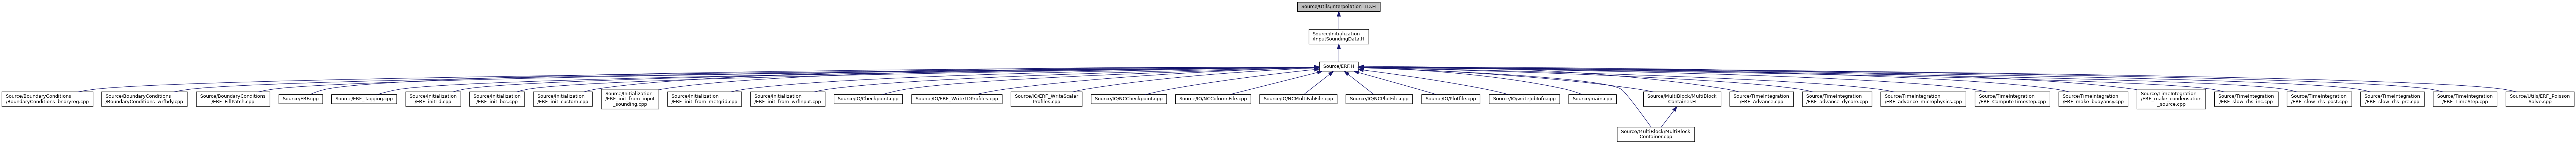 Source/Utils/Interpolation_1D.H
Source/Initialization
/InputSoundingData.H
Source/ERF.H
Source/BoundaryConditions
/BoundaryConditions_bndryreg.cpp
Source/BoundaryConditions
/BoundaryConditions_wrfbdy.cpp
Source/BoundaryConditions
/ERF_FillPatch.cpp
Source/ERF.cpp
Source/ERF_Tagging.cpp
Source/Initialization
/ERF_init1d.cpp
Source/Initialization
/ERF_init_bcs.cpp
Source/Initialization
/ERF_init_custom.cpp
Source/Initialization
/ERF_init_from_input
_sounding.cpp
Source/Initialization
/ERF_init_from_metgrid.cpp
Source/Initialization
/ERF_init_from_wrfinput.cpp
Source/IO/Checkpoint.cpp
Source/IO/ERF_Write1DProfiles.cpp
Source/IO/ERF_WriteScalar
Profiles.cpp
Source/IO/NCCheckpoint.cpp
Source/IO/NCColumnFile.cpp
Source/IO/NCMultiFabFile.cpp
Source/IO/NCPlotFile.cpp
Source/IO/Plotfile.cpp
Source/IO/writeJobInfo.cpp
Source/main.cpp
Source/MultiBlock/MultiBlock
Container.H
Source/TimeIntegration
/ERF_Advance.cpp
Source/TimeIntegration
/ERF_advance_dycore.cpp
Source/TimeIntegration
/ERF_advance_microphysics.cpp
Source/TimeIntegration
/ERF_ComputeTimestep.cpp
Source/TimeIntegration
/ERF_make_buoyancy.cpp
Source/TimeIntegration
/ERF_make_condensation
_source.cpp
Source/TimeIntegration
/ERF_slow_rhs_inc.cpp
Source/TimeIntegration
/ERF_slow_rhs_post.cpp
Source/TimeIntegration
/ERF_slow_rhs_pre.cpp
Source/TimeIntegration
/ERF_TimeStep.cpp
Source/Utils/ERF_Poisson
Solve.cpp
Source/MultiBlock/MultiBlock
Container.cpp